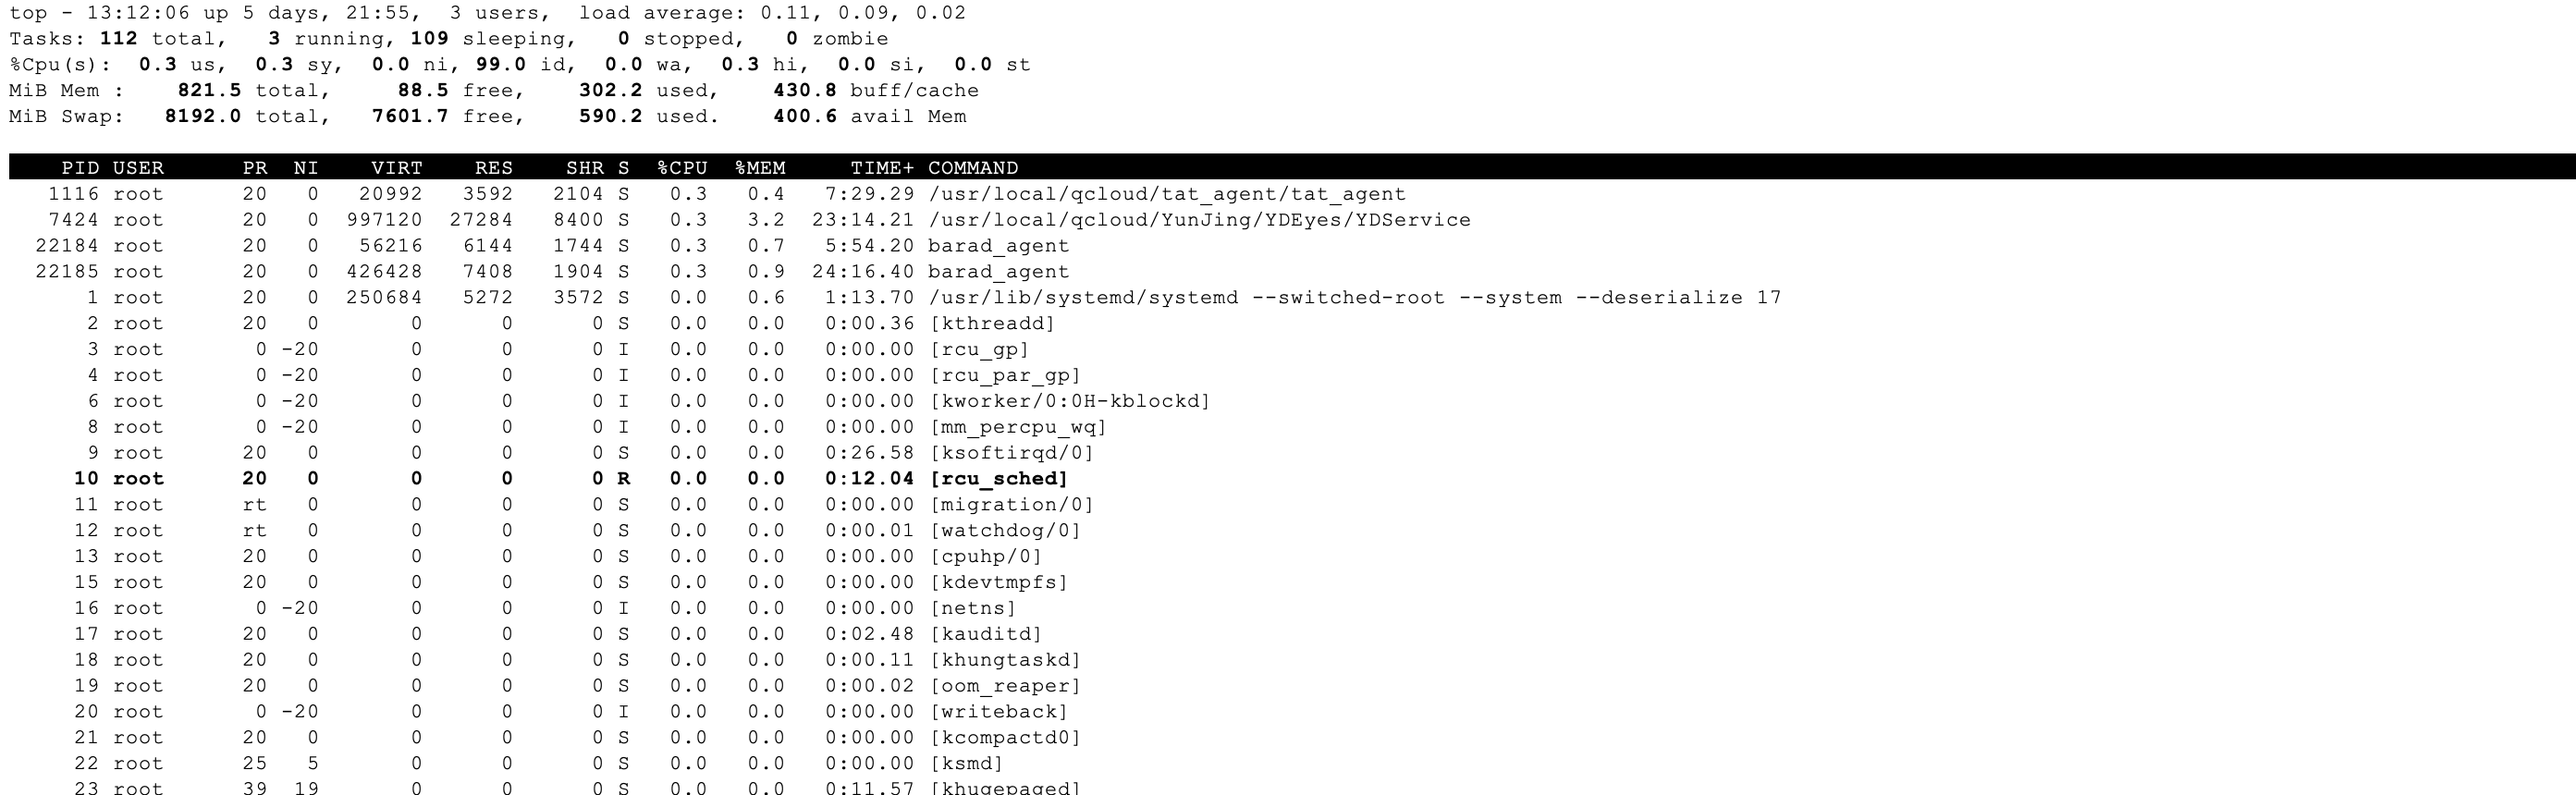 top - 13:12:06 up 5 days, 21:55,  3 users,  load average: 0.11, 0.09, 0.02
Tasks: 112 total,   3 running, 109 sleeping,   0 stopped,   0 zombie
%Cpu(s):  0.3 us,  0.3 sy,  0.0 ni, 99.0 id,  0.0 wa,  0.3 hi,  0.0 si,  0.0 st
MiB Mem :    821.5 total,     88.5 free,    302.2 used,    430.8 buff/cache
MiB Swap:   8192.0 total,   7601.7 free,    590.2 used.    400.6 avail Mem
PID USER      PR  NI    VIRT    RES    SHR S  %CPU  %MEM     TIME+ COMMAND
1116 root      20   0   20992   3592   2104 S   0.3   0.4   7:29.29 /usr/local/qcloud/tat_agent/tat_agent
7424 root      20   0  997120  27284   8400 S   0.3   3.2  23:14.21 /usr/local/qcloud/YunJing/YDEyes/YDService
22184 root      20   0   56216   6144   1744 S   0.3   0.7   5:54.20 barad_agent
22185 root      20   0  426428   7408   1904 S   0.3   0.9  24:16.40 barad_agent
1 root      20   0  250684   5272   3572 S   0.0   0.6   1:13.70 /usr/lib/systemd/systemd --switched-root --system --deserialize 17
2 root      20   0       0      0      0 S   0.0   0.0   0:00.36 [kthreadd]
3 root       0 -20       0      0      0 I   0.0   0.0   0:00.00 [rcu_gp]
4 root       0 -20       0      0      0 I   0.0   0.0   0:00.00 [rcu_par_gp]
6 root       0 -20       0      0      0 I   0.0   0.0   0:00.00 [kworker/0:0H-kblockd]
8 root       0 -20       0      0      0 I   0.0   0.0   0:00.00 [mm_percpu_wq]
9 root      20   0       0      0      0 S   0.0   0.0   0:26.58 [ksoftirqd/0]
10 root      20   0       0      0      0 R   0.0   0.0   0:12.04 [rcu_sched]
11 root      rt   0       0      0      0 S   0.0   0.0   0:00.00 [migration/0]
12 root      rt   0       0      0      0 S   0.0   0.0   0:00.01 [watchdog/0]
13 root      20   0       0      0      0 S   0.0   0.0   0:00.00 [cpuhp/0]
15 root      20   0       0      0      0 S   0.0   0.0   0:00.00 [kdevtmpfs]
16 root       0 -20       0      0      0 I   0.0   0.0   0:00.00 [netns]
17 root      20   0       0      0      0 S   0.0   0.0   0:02.48 [kauditd]
18 root      20   0       0      0      0 S   0.0   0.0   0:00.11 [khungtaskd]
19 root      20   0       0      0      0 S   0.0   0.0   0:00.02 [oom_reaper]
20 root       0 -20       0      0      0 I   0.0   0.0   0:00.00 [writeback]
21 root      20   0       0      0      0 S   0.0   0.0   0:00.00 [kcompactd0]
22 root      25   5       0      0      0 S   0.0   0.0   0:00.00 [ksmd]
23 root      39  19       0      0      0 S   0.0   0.0   0:11.57 [khugepaged]